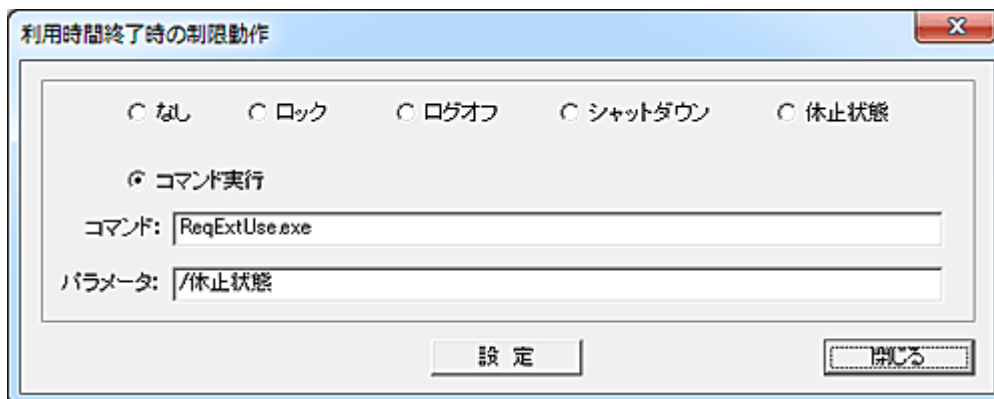 利用時間終了時の制限動作
なし ロック ログオフ シャットダウン 休止状態
コマンド実行
コマンド: ReqExtUse.exe
パラメータ: /休止状態
設 定 閉じる